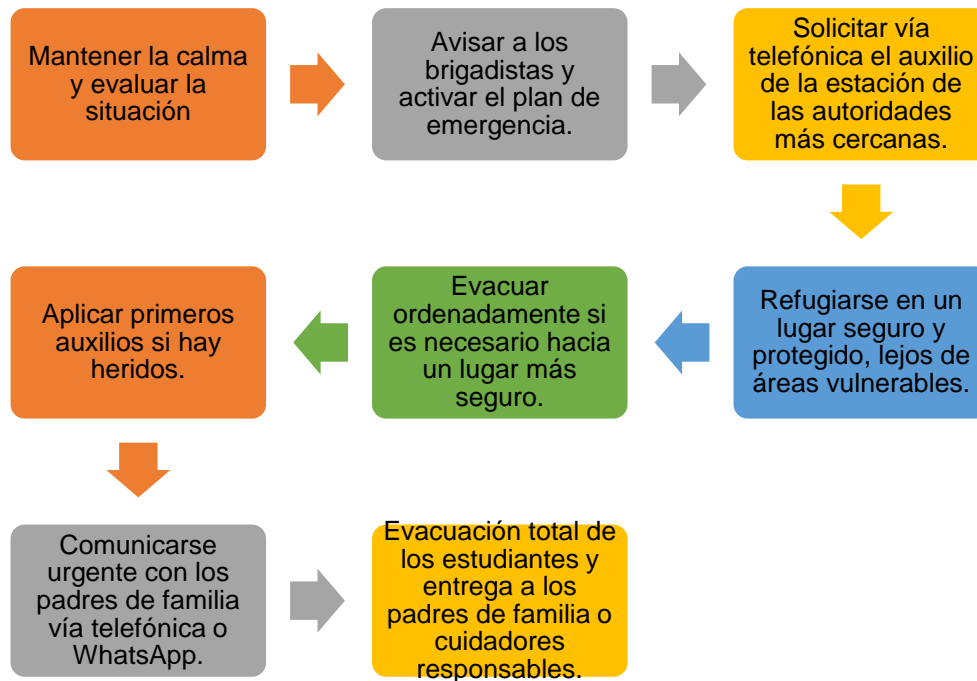 Mantener la calma
y evaluar la
situación
Avisar a los
brigadistas y
activar el plan de
emergencia.
Solicitar vía
telefónica el auxilio
de la estación de
las autoridades
más cercanas.
Refugiarse en un
lugar seguro y
protegido, lejos de
áreas vulnerables.
Evacuar
ordenadamente si
es necesario hacia
un lugar más
seguro.
Aplicar primeros
auxilios si hay
heridos.
Comunicarse
urgente con los
padres de familia
vía telefónica o
WhatsApp.
Evacuación total de
los estudiantes y
entrega a los
padres de familia o
cuidadores
responsables.